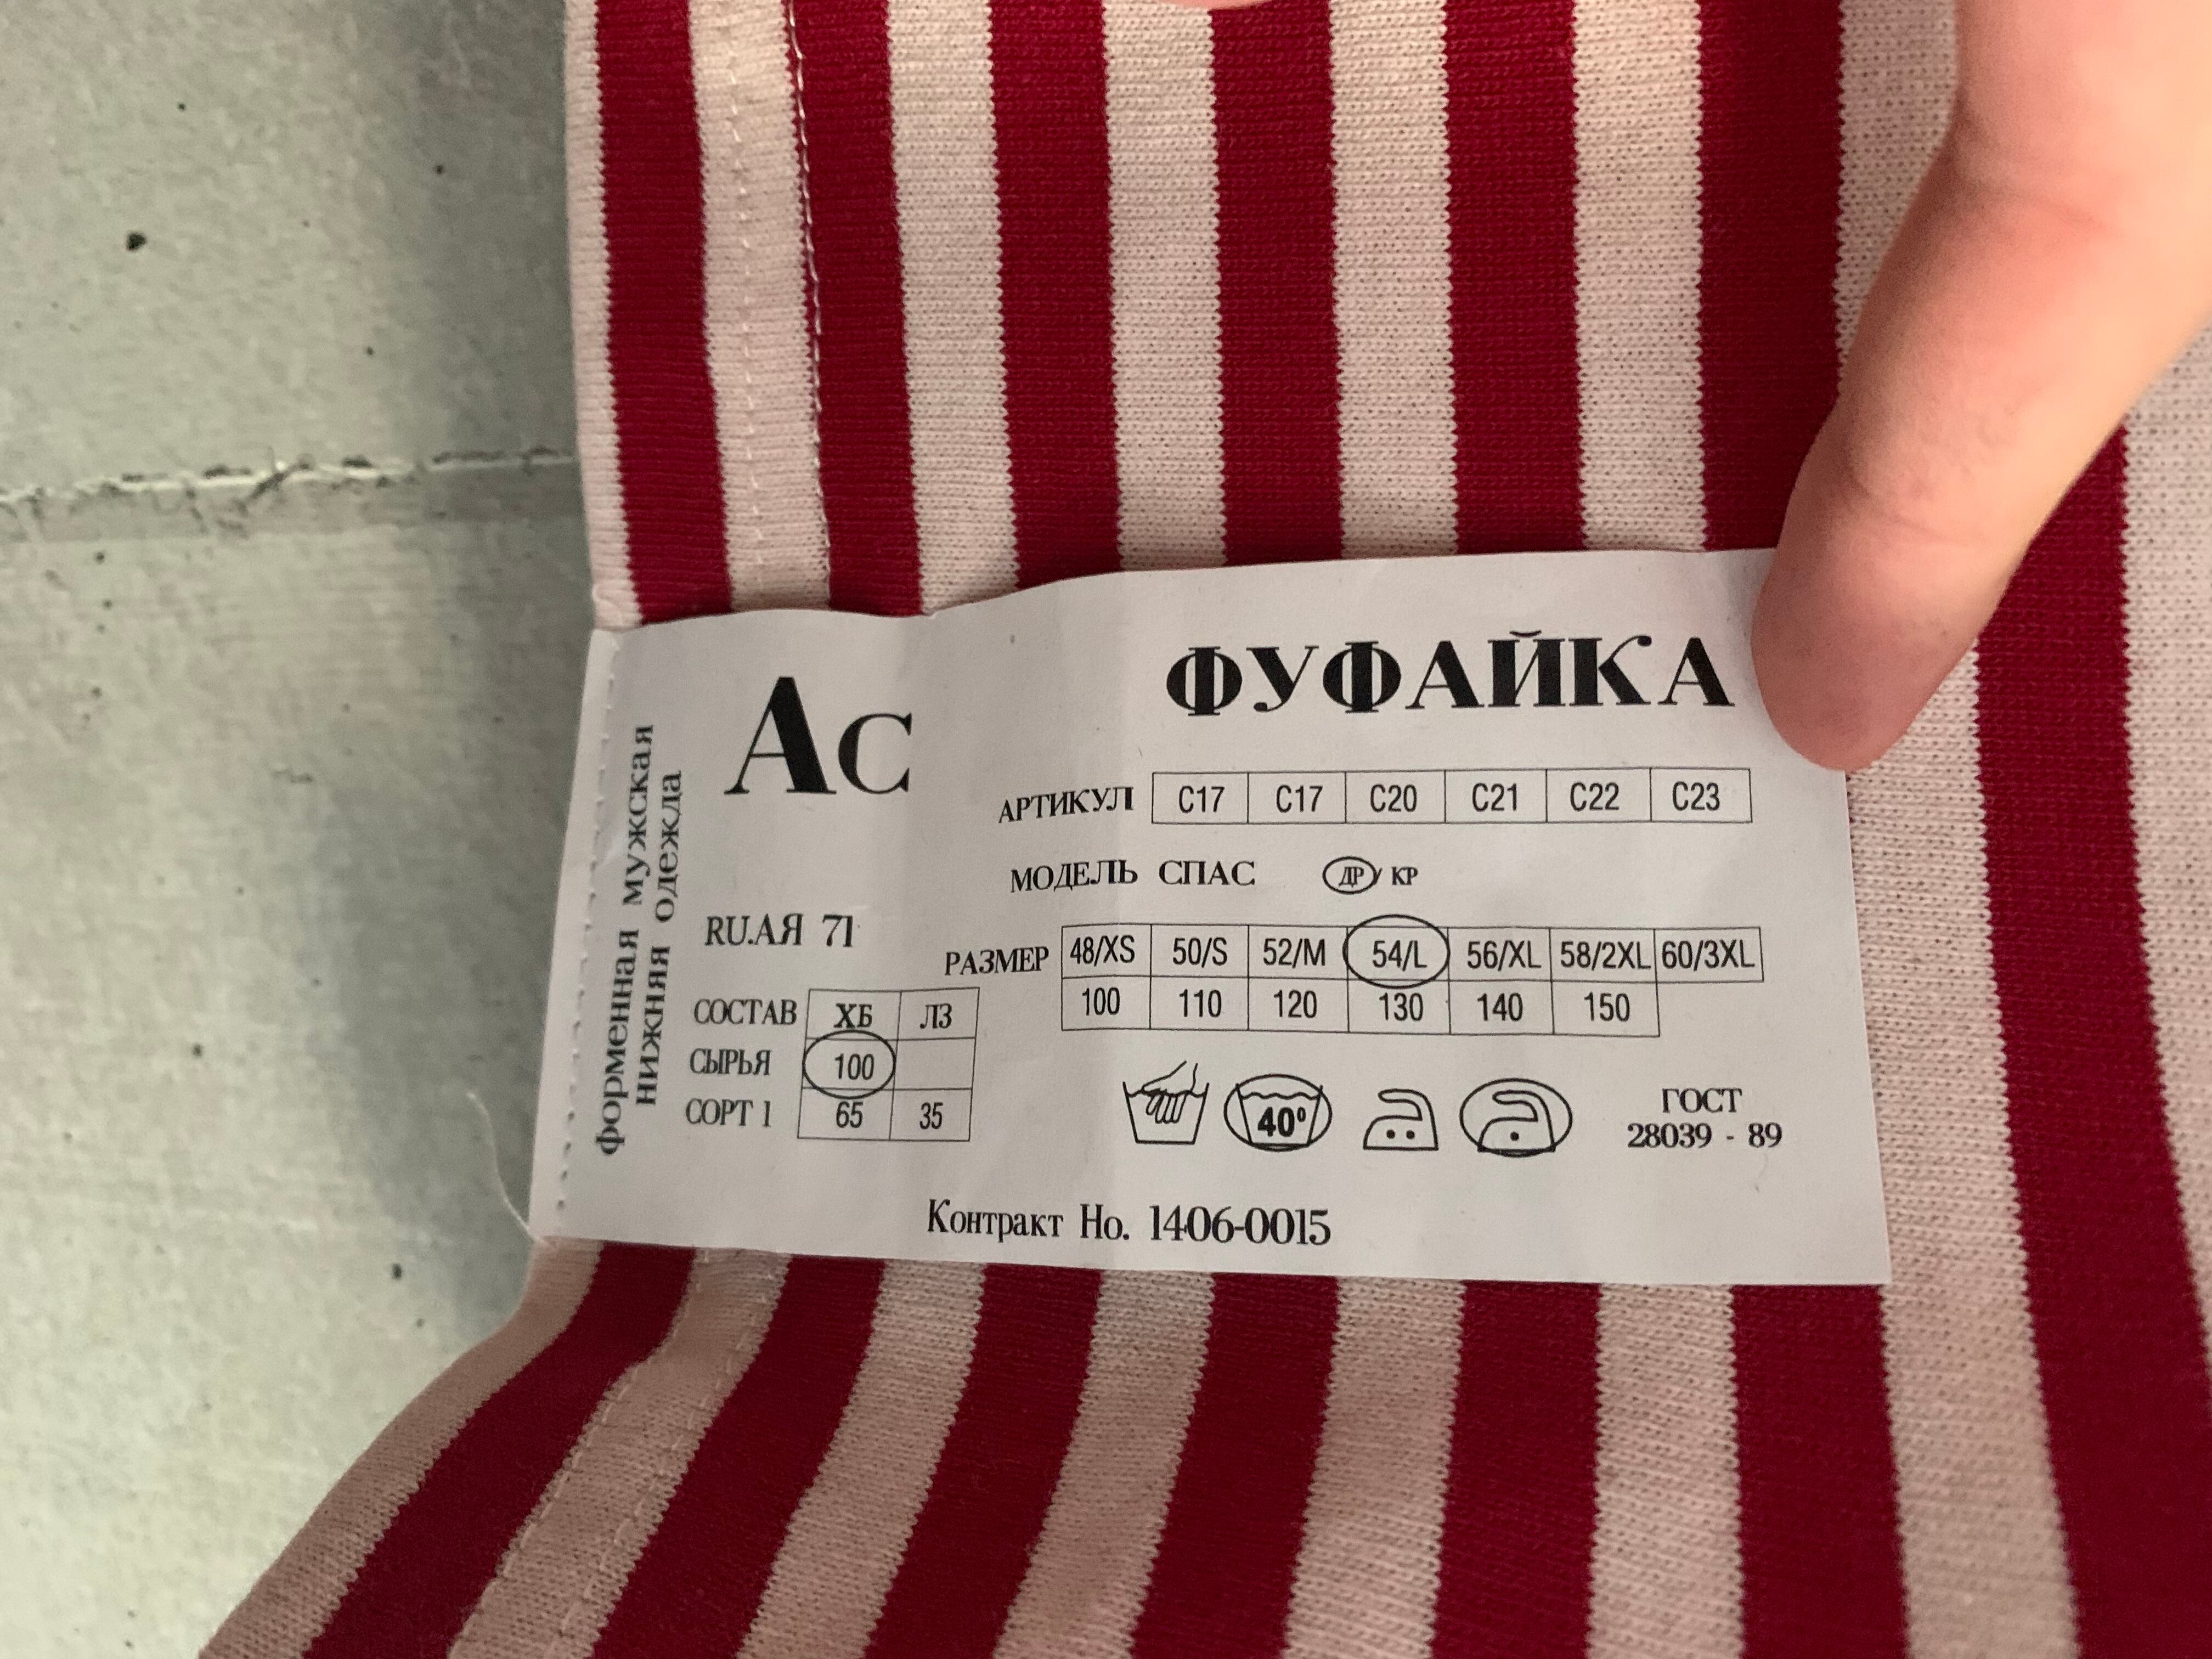 форменная мужская
нижняя одежда
Ас
ФУФАЙКА
АРТИКУЛ С17 С17 С20 С21 С22 С23
МОДЕЛЬ СПАС ДР/ КР
RU.АЯ 71
РАЗМЕР 48/XS 50/S 52/M 54/L 56/XL 58/2XL 60/3XL
100 110 120 130 140 150
СОСТАВ ХБ ЛЗ
СЫРЬЯ 100
СОРТ 1 65 35
40°
ГОСТ
28039 - 89
Контракт Но. 1406-0015